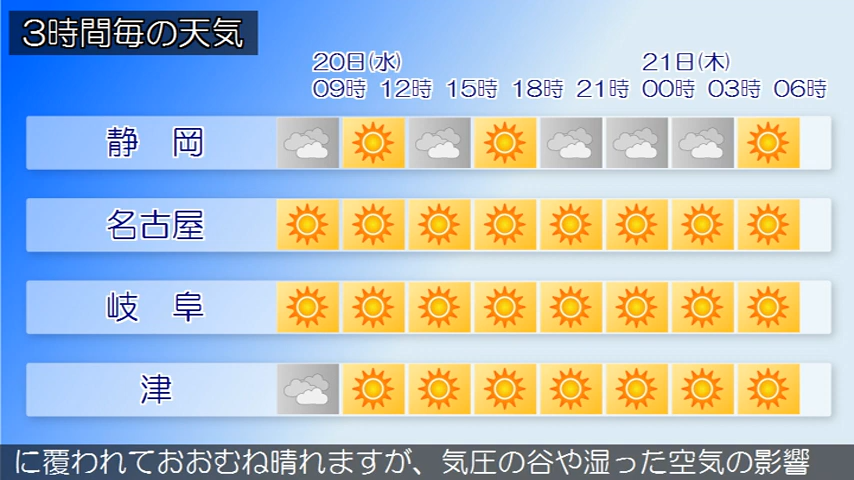 3時間毎の天気
20日(水) 21日(木)
09時 12時 15時 18時 21時 00時 03時 06時
静岡
名古屋
岐阜
津
に覆われておおむね晴れますが、気圧の谷や湿った空気の影響